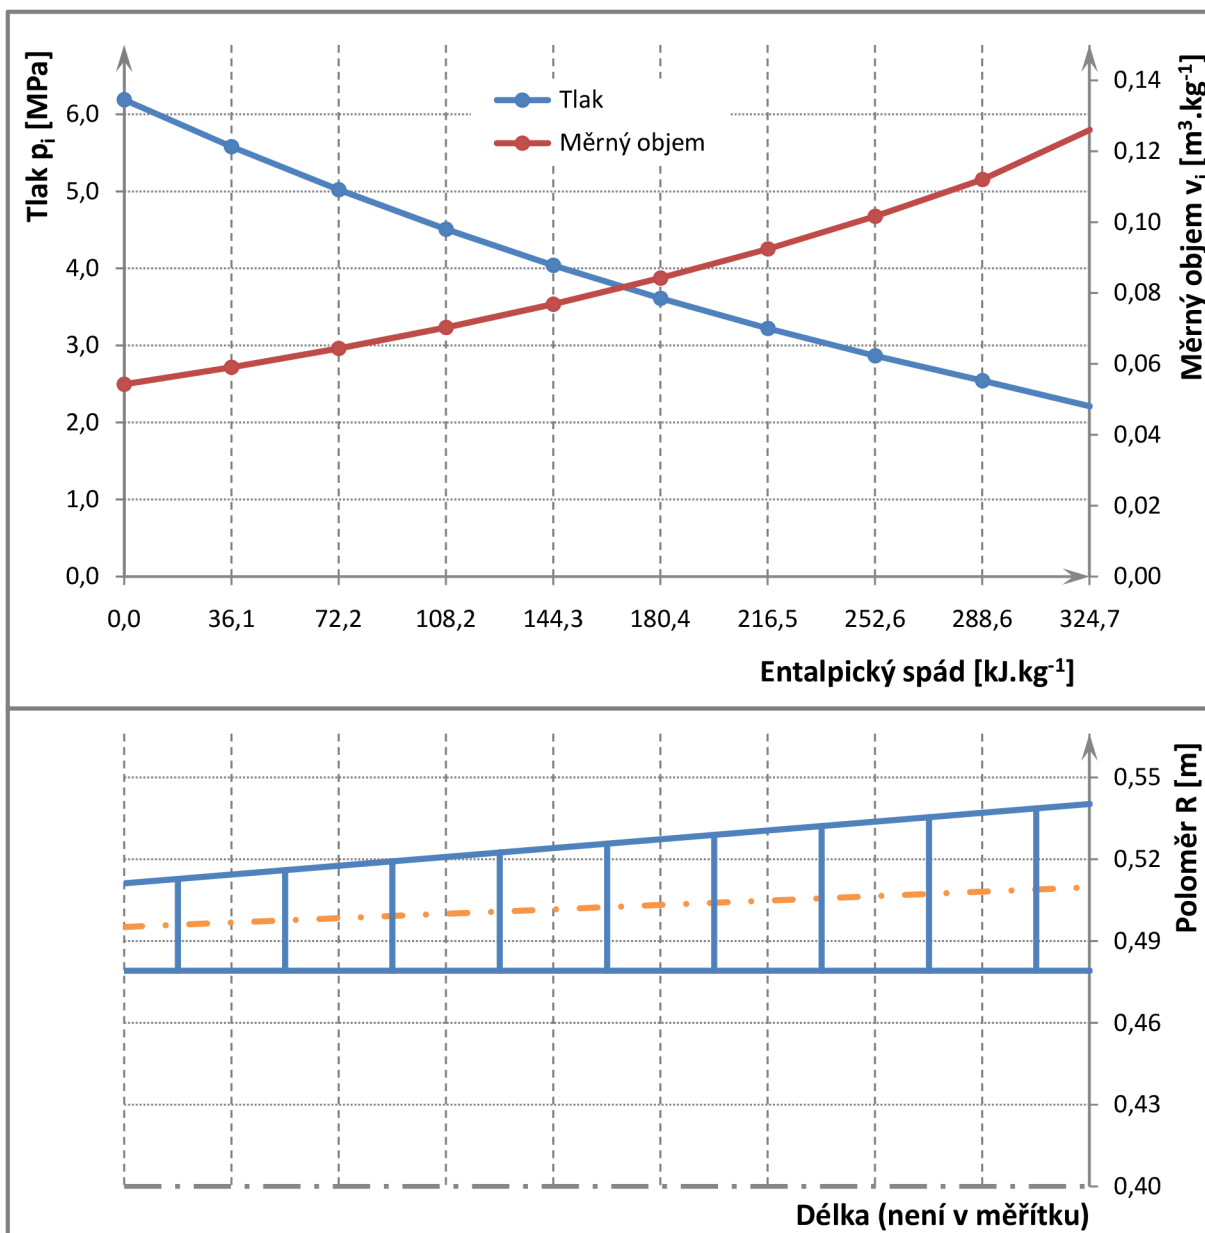 Tlak pᵢ [MPa]
6,0
5,0
4,0
3,0
2,0
1,0
0,0
Tlak
Měrný objem
0,14
0,12
0,10
0,08
0,06
0,04
0,02
0,00
Měrný objem vᵢ [m³.kg⁻¹]
0,0 36,1 72,2 108,2 144,3 180,4 216,5 252,6 288,6 324,7
Entalpický spád [kJ.kg⁻¹]
Poloměr R [m]
0,55
0,52
0,49
0,46
0,43
0,40
Délka (není v měřítku)